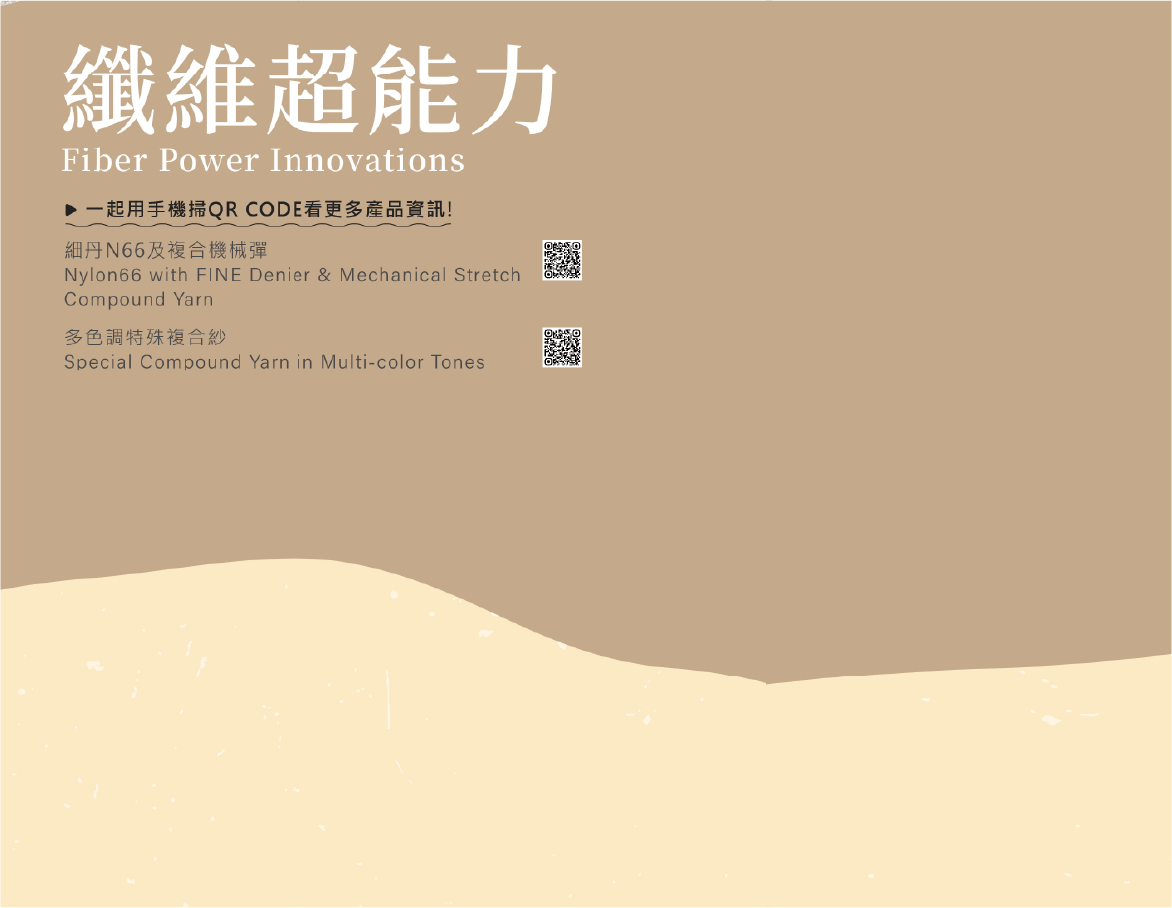 纖維超能力
Fiber Power Innovations
▶ 一起用手機掃QR CODE看更多產品資訊!
細丹N66及複合機械彈
Nylon66 with FINE Denier & Mechanical Stretch
Compound Yarn
多色調特殊複合紗
Special Compound Yarn in Multi-color Tones